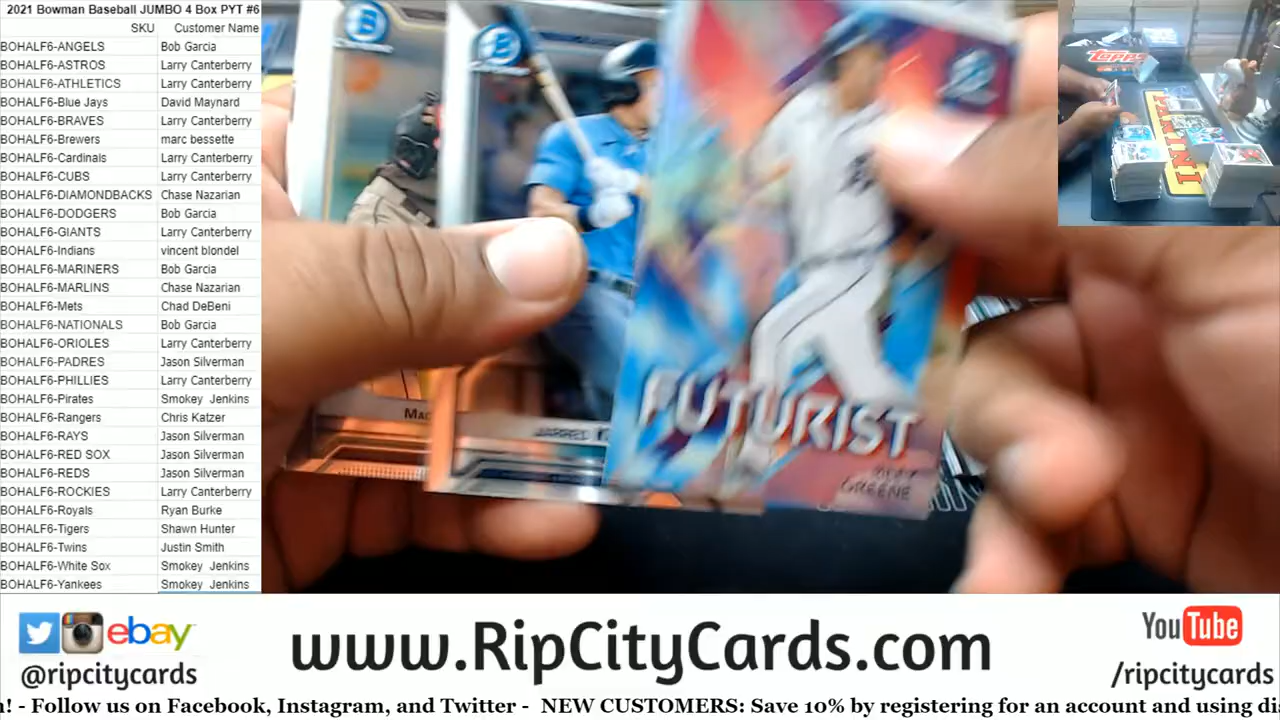 2021 Bowman Baseball JUMBO 4 Box PYT #6
SKU Customer Name
BOHALF6-ANGELS Bob Garcia
BOHALF6-ASTROS Larry Canterberry
BOHALF6-ATHLETICS Larry Canterberry
BOHALF6-Blue Jays David Maynard
BOHALF6-BRAVES Larry Canterberry
BOHALF6-Brewers marc bessette
BOHALF6-Cardinals Larry Canterberry
BOHALF6-CUBS Larry Canterberry
BOHALF6-DIAMONDBACKS Chase Nazarian
BOHALF6-DODGERS Bob Garcia
BOHALF6-GIANTS Larry Canterberry
BOHALF6-Indians vincent blondel
BOHALF6-MARINERS Bob Garcia
BOHALF6-MARLINS Chase Nazarian
BOHALF6-Mets Chad DeBeni
BOHALF6-NATIONALS Bob Garcia
BOHALF6-ORIOLES Larry Canterberry
BOHALF6-PADRES Jason Silverman
BOHALF6-PHILLIES Larry Canterberry
BOHALF6-Pirates Smokey Jenkins
BOHALF6-Rangers Chris Katzer
BOHALF6-RAYS Jason Silverman
BOHALF6-RED SOX Jason Silverman
BOHALF6-REDS Jason Silverman
BOHALF6-ROCKIES Larry Canterberry
BOHALF6-Royals Ryan Burke
BOHALF6-Tigers Shawn Hunter
BOHALF6-Twins Justin Smith
BOHALF6-White Sox Smokey Jenkins
BOHALF6-Yankees Smokey Jenkins
B
B
FUTURIST
GREENE
Topps
PANINI
ebay
@ripcitycards
www.RipCityCards.com
YouTube
/ripcitycards
! - Follow us on Facebook, Instagram, and Twitter - NEW CUSTOMERS: Save 10% by registering for an account and using